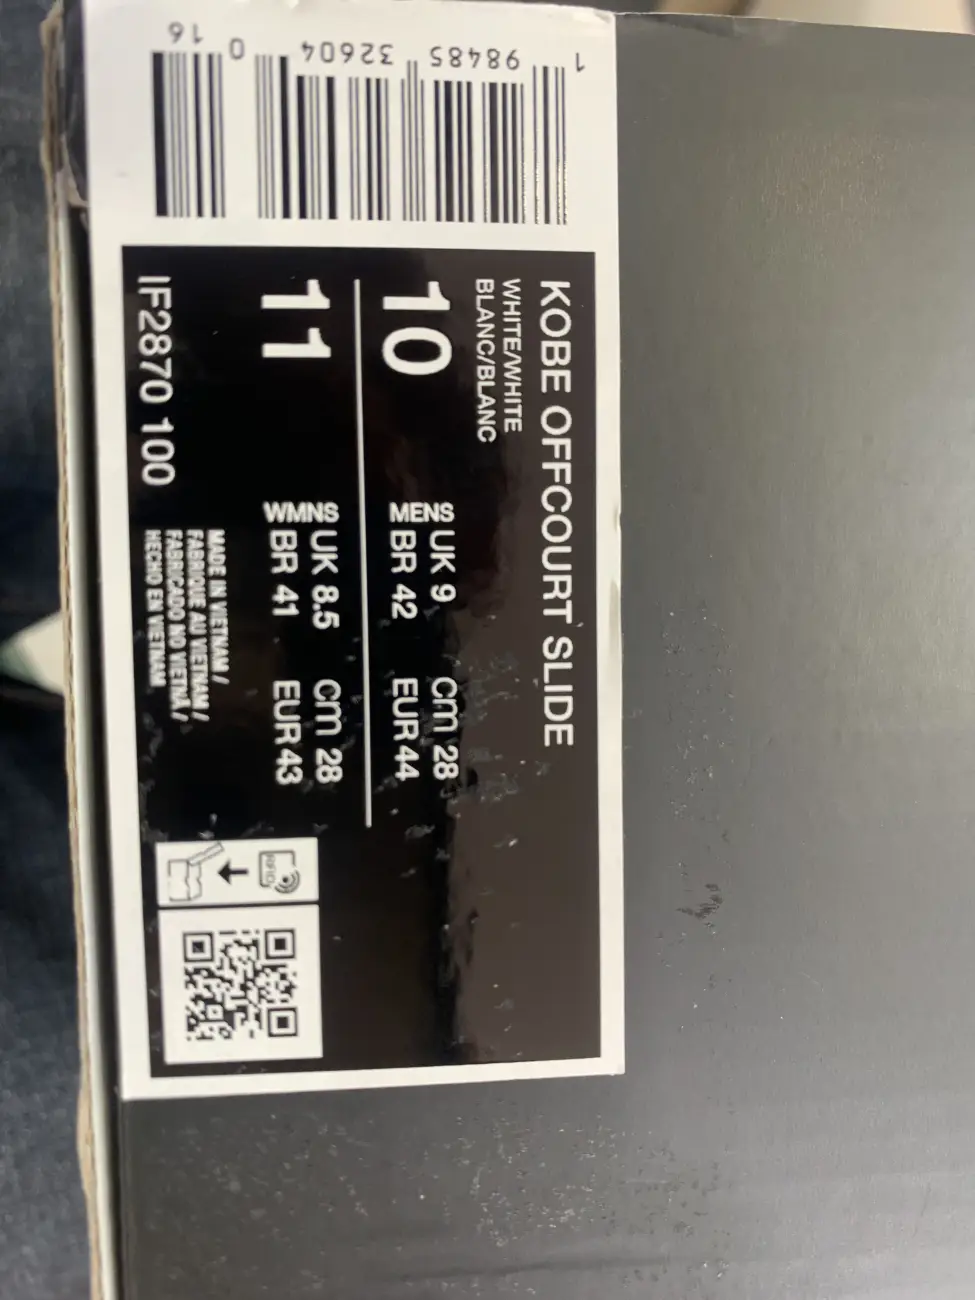 KOBE OFFCOURT SLIDE
WHITE/WHITE
BLANC/BLANC
10
MENS
UK 9 cm 28
BR 42 EUR 44
11
WMNS
UK 8.5 cm 28
BR 41 EUR 43
IF2870 100
MADE IN VIETNAM /
FABRIQUE AU VIETNAM /
FABRICADO NO VIETNÃ /
HECHO EN VIETNAM
RFID
1 98485 32604 0 16